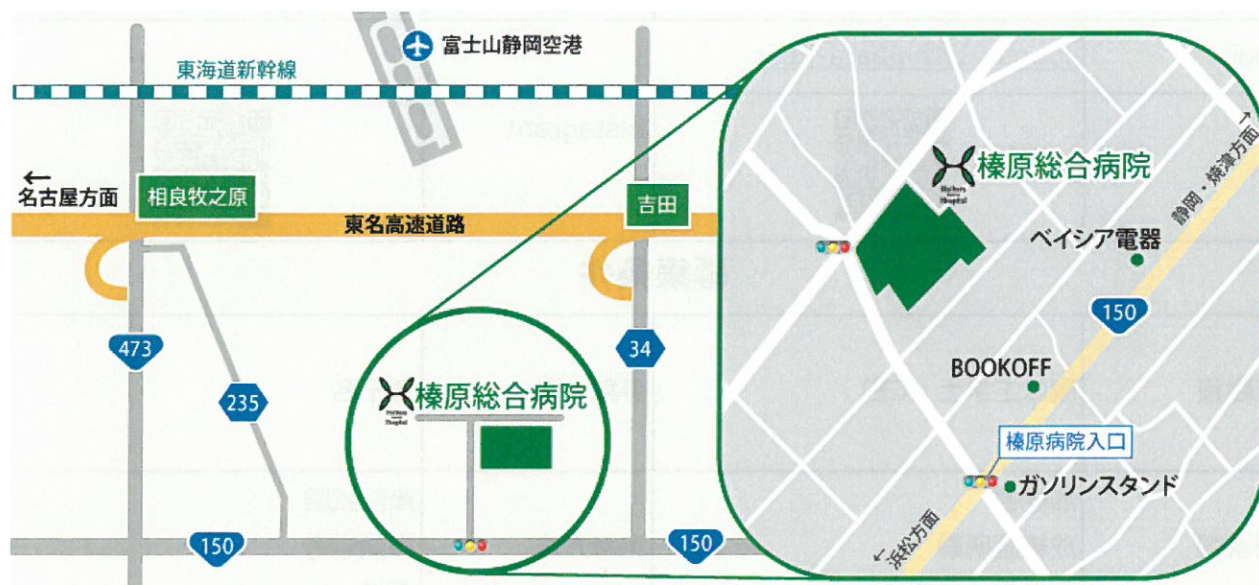 富士山静岡空港
東海道新幹線
←
名古屋方面
相良牧之原
吉田
東名高速道路
473
235
34
榛原総合病院
Hospital
150
150
榛原総合病院
Hospital
静岡・焼津方面→
ベイシア電器
150
BOOKOFF
榛原病院入口
ガソリンスタンド
←浜松方面